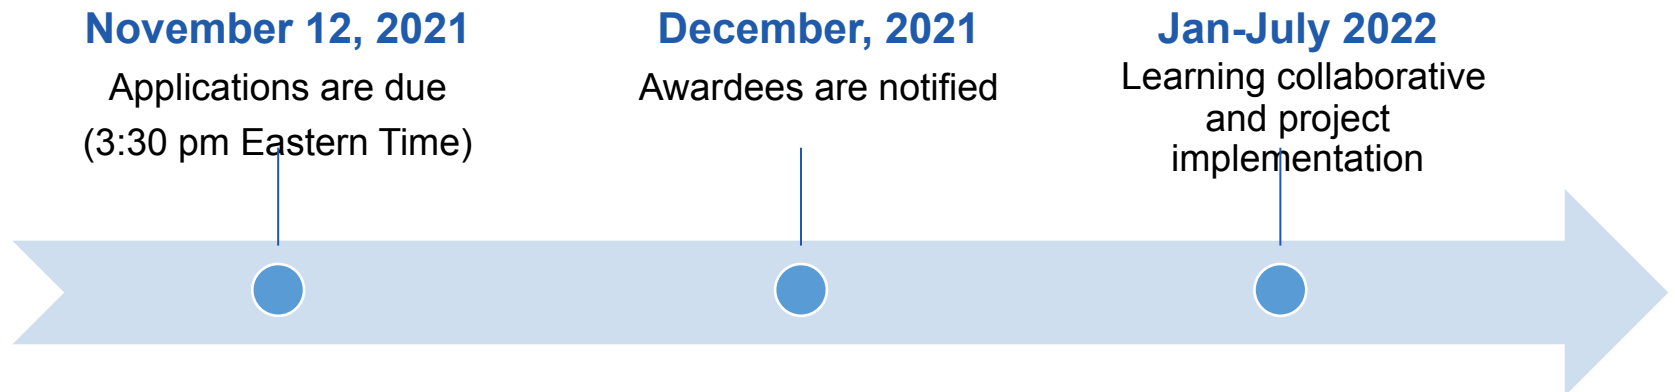 November 12, 2021
Applications are due
(3:30 pm Eastern Time)
December, 2021
Awardees are notified
Jan-July 2022
Learning collaborative
and project
implementation